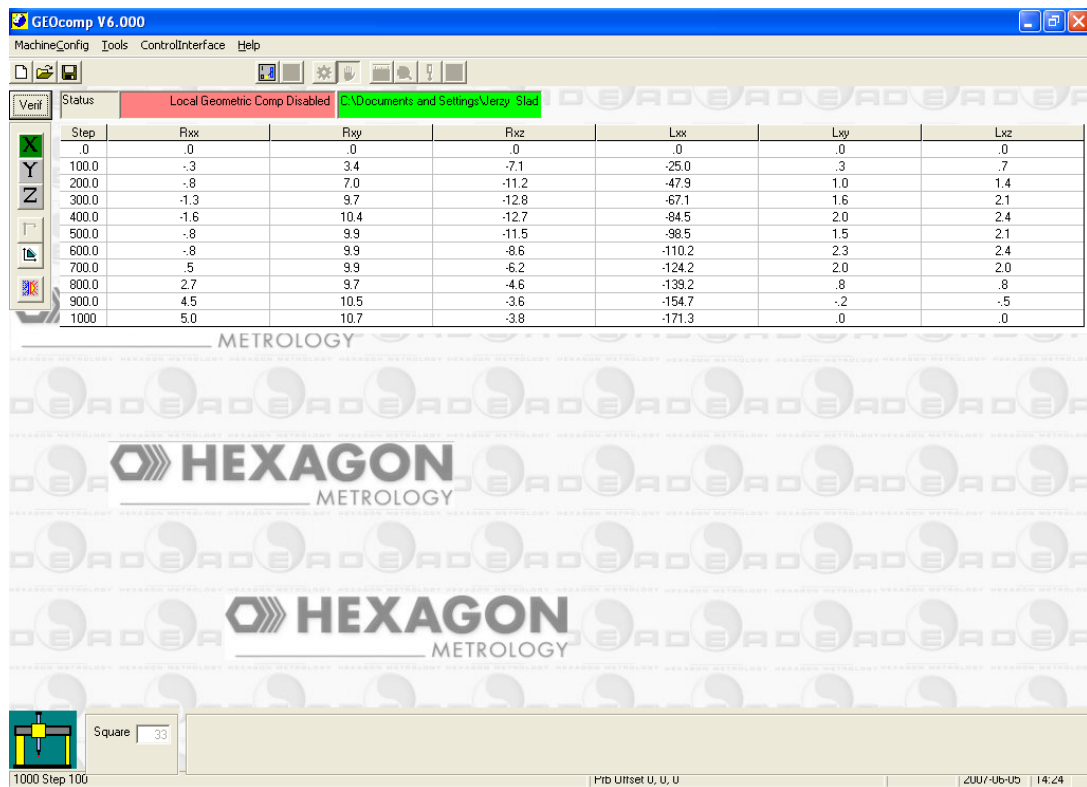 GEOcomp V6.000
MachineConfig Tools ControlInterface Help
Verif Status Local Geometric Comp Disabled C:\Documents and Settings\Jerzy Slad
X
Y
Z
Step Rxx Rxy Rxz Lxx Lxy Lxz
.0 .0 .0 .0 .0 .0 .0
100.0 -.3 3.4 -7.1 -25.0 .3 .7
200.0 -.8 7.0 -11.2 -47.9 1.0 1.4
300.0 -1.3 9.7 -12.8 -67.1 1.6 2.1
400.0 -1.6 10.4 -12.7 -84.5 2.0 2.4
500.0 -.8 9.9 -11.5 -98.5 1.5 2.1
600.0 -.8 9.9 -8.6 -110.2 2.3 2.4
700.0 .5 9.9 -6.2 -124.2 2.0 2.0
800.0 2.7 9.7 -4.6 -139.2 .8 .8
900.0 4.5 10.5 -3.6 -154.7 -.2 -.5
1000 5.0 10.7 -3.8 -171.3 .0 .0
METROLOGY
HEXAGON
METROLOGY
HEXAGON
METROLOGY
Square 33
1000 Step 100 Prb Offset 0, 0, 0 2007-06-05 14:24